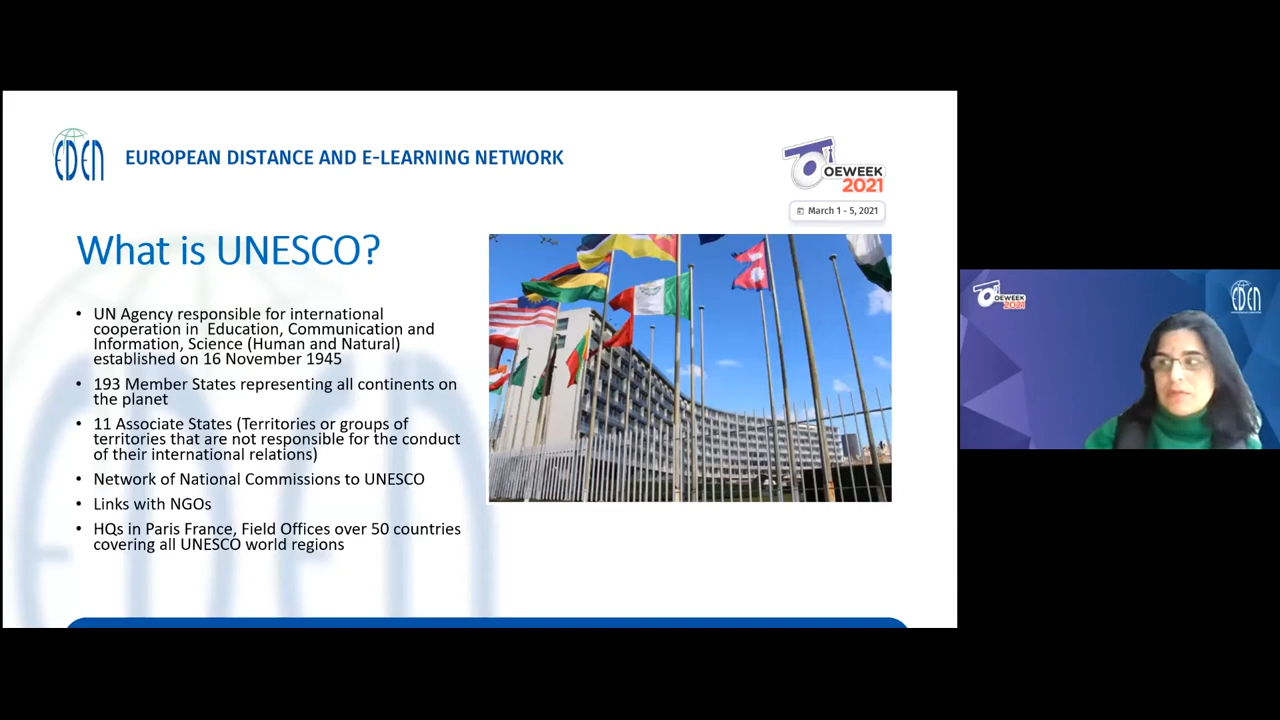 EDEN
EUROPEAN DISTANCE AND E-LEARNING NETWORK
OEWEEK
2021
March 1 - 5, 2021
What is UNESCO?
• UN Agency responsible for international
cooperation in Education, Communication and
Information, Science (Human and Natural)
established on 16 November 1945
• 193 Member States representing all continents on
the planet
• 11 Associate States (Territories or groups of
territories that are not responsible for the conduct
of their international relations)
• Network of National Commissions to UNESCO
• Links with NGOs
• HQs in Paris France, Field Offices over 50 countries
covering all UNESCO world regions
OEWEEK
2021
EDEN